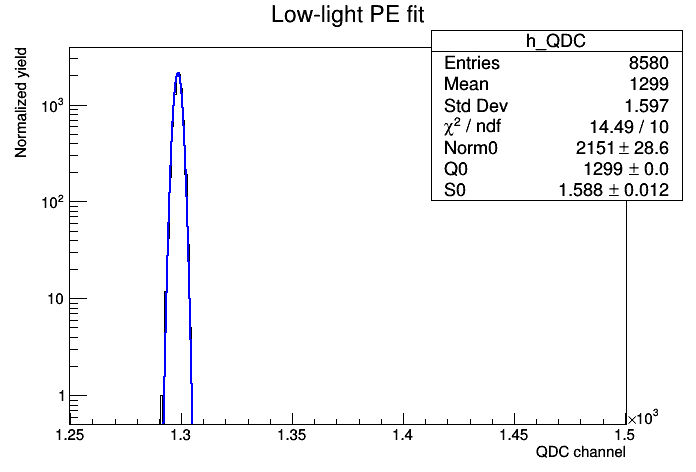 Low-light PE fit
h_QDC
Entries 8580
Mean 1299
Std Dev 1.597
χ² / ndf 14.49 / 10
Norm0 2151 ± 28.6
Q0 1299 ± 0.0
S0 1.588 ± 0.012
Normalized yield
10³
10²
10
1
1.25 1.3 1.35 1.4 1.45 1.5
×10³
QDC channel